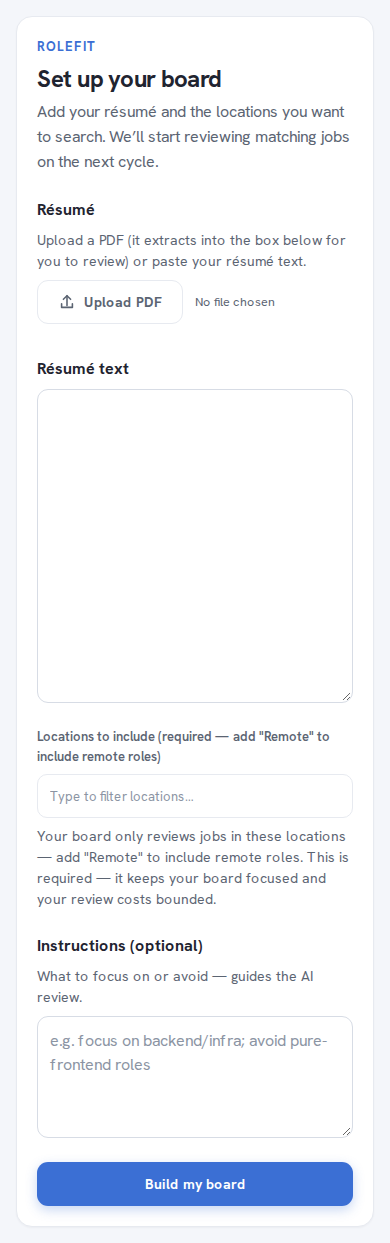 ROLEFIT
Set up your board
Add your résumé and the locations you want
to search. We’ll start reviewing matching jobs
on the next cycle.
Résumé
Upload a PDF (it extracts into the box below for
you to review) or paste your résumé text.
Upload PDF No file chosen
Résumé text
Locations to include (required — add "Remote" to
include remote roles)
Type to filter locations...
Your board only reviews jobs in these locations
— add "Remote" to include remote roles. This is
required — it keeps your board focused and
your review costs bounded.
Instructions (optional)
What to focus on or avoid — guides the AI
review.
e.g. focus on backend/infra; avoid pure-
frontend roles
Build my board